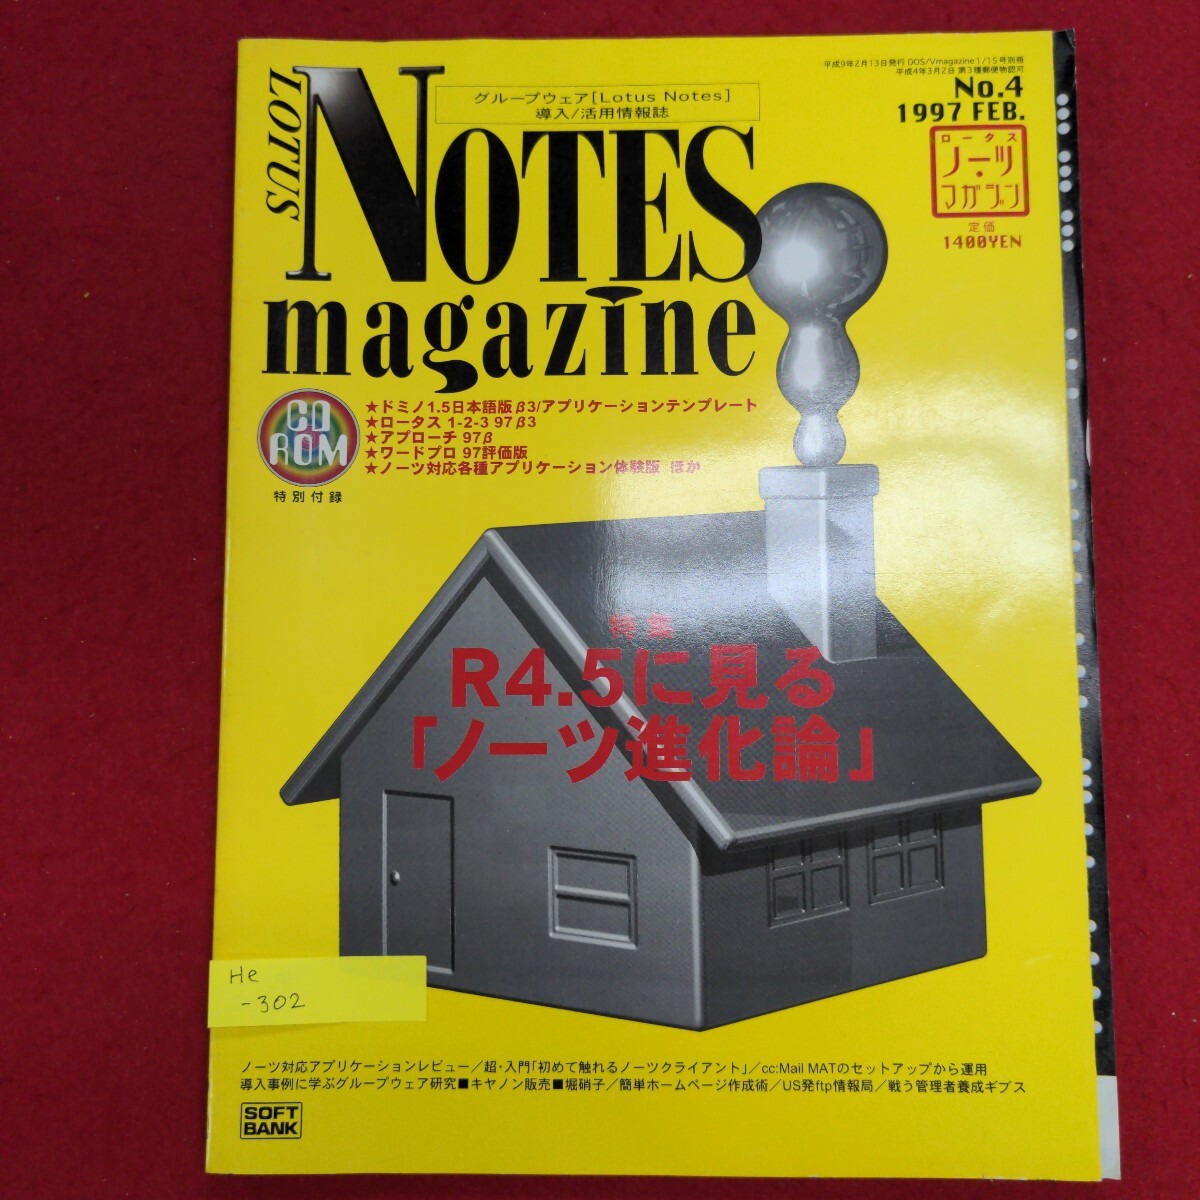 平成9年2月13日発行 DOS/Vmagazine1/15号別冊
平成4年3月2日 第3種郵便物認可
No.4
1997 FEB.
グループウェア[Lotus Notes]
導入/活用情報誌
LOTUS
NOTES
magazine
ロータス
ノーツ・
マガジン
定価
1400YEN
CD
ROM
特別付録
★ドミノ1.5日本語版β3/アプリケーションテンプレート
★ロータス 1-2-3 97β3
★アプローチ 97β
★ワードプロ 97評価版
★ノーツ対応各種アプリケーション体験版 ほか
特集
R4.5に見る
「ノーツ進化論」
He
-302
ノーツ対応アプリケーションレビュー/超・入門「初めて触れるノーツクライアント」/cc:Mail MATのセットアップから運用
導入事例に学ぶグループウェア研究■キヤノン販売■堀硝子/簡単ホームページ作成術/US発ftp情報局/戦う管理者養成ギプス
SOFT
BANK